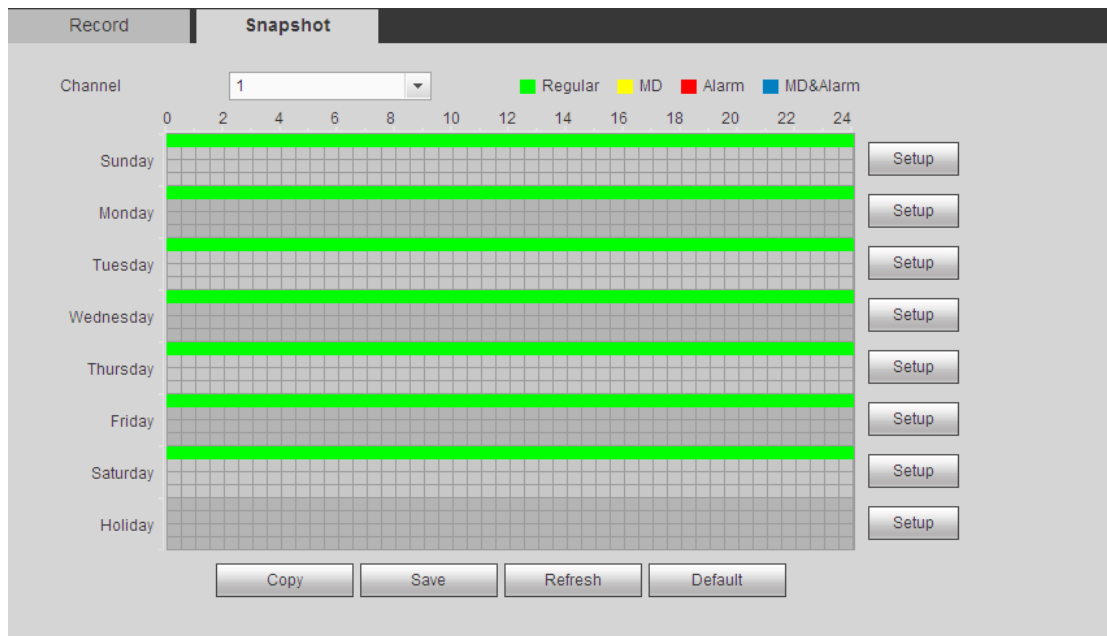 Record Snapshot
Channel 1 Regular MD Alarm MD&Alarm
0 2 4 6 8 10 12 14 16 18 20 22 24
Sunday Setup
Monday Setup
Tuesday Setup
Wednesday Setup
Thursday Setup
Friday Setup
Saturday Setup
Holiday Setup
Copy Save Refresh Default